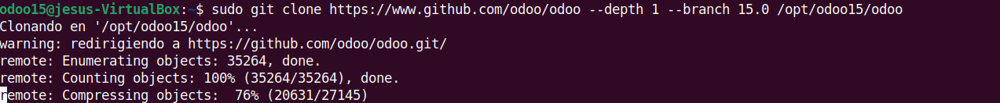 odoo15@jesus-VirtualBox:~$ sudo git clone https://www.github.com/odoo/odoo --depth 1 --branch 15.0 /opt/odoo15/odoo
Clonando en '/opt/odoo15/odoo'...
warning: redirigiendo a https://github.com/odoo/odoo.git/
remote: Enumerating objects: 35264, done.
remote: Counting objects: 100% (35264/35264), done.
remote: Compressing objects:  76% (20631/27145)